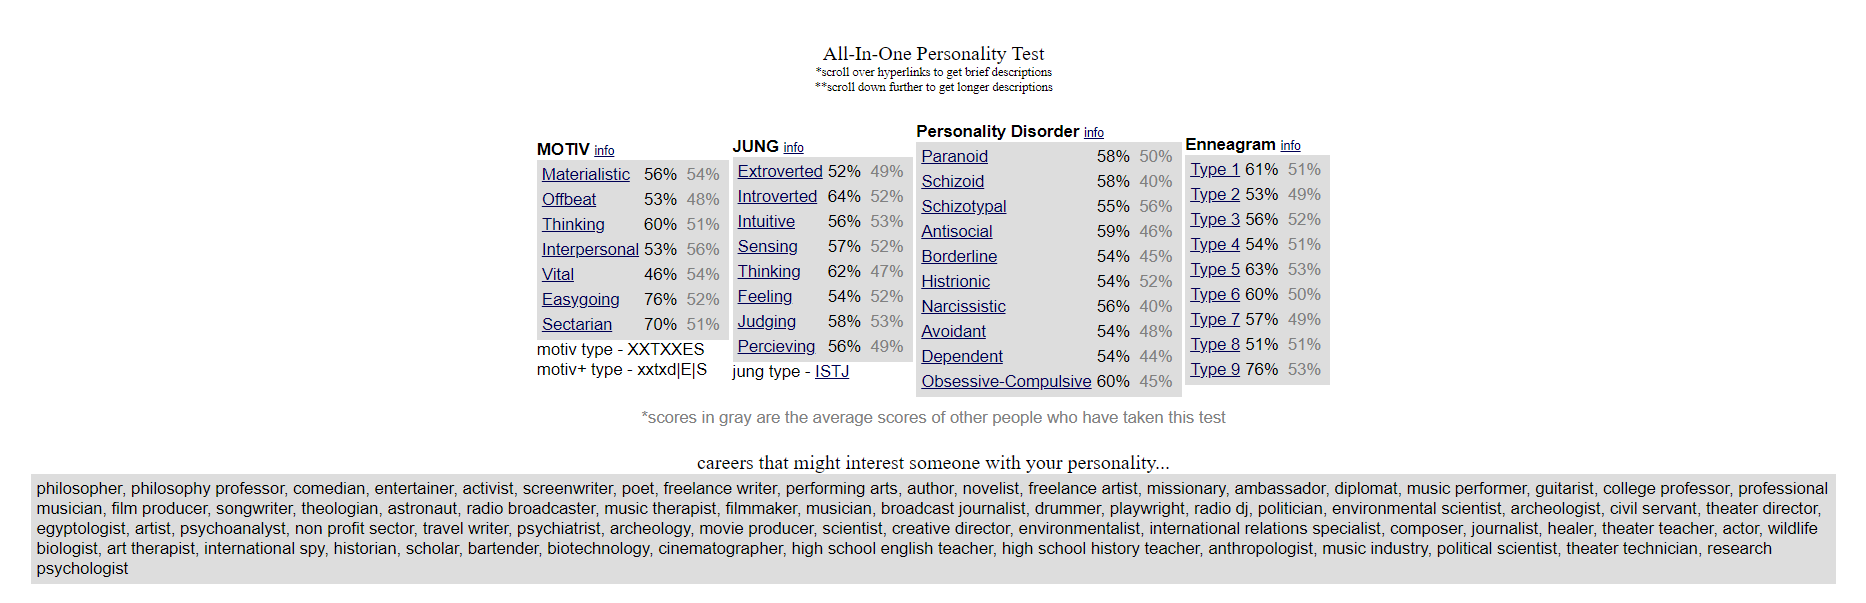 All-In-One Personality Test
*scroll over hyperlinks to get brief descriptions
**scroll down further to get longer descriptions
MOTIV info
Materialistic 56% 54%
Offbeat 53% 48%
Thinking 60% 51%
Interpersonal 53% 56%
Vital 46% 54%
Easygoing 76% 52%
Sectarian 70% 51%
motiv type - XXTXXES
motiv+ type - xxtxd|E|S
JUNG info
Extroverted 52% 49%
Introverted 64% 52%
Intuitive 56% 53%
Sensing 57% 52%
Thinking 62% 47%
Feeling 54% 52%
Judging 58% 53%
Percieving 56% 49%
jung type - ISTJ
Personality Disorder info
Paranoid 58% 50%
Schizoid 58% 40%
Schizotypal 55% 56%
Antisocial 59% 46%
Borderline 54% 45%
Histrionic 54% 52%
Narcissistic 56% 40%
Avoidant 54% 48%
Dependent 54% 44%
Obsessive-Compulsive 60% 45%
Enneagram info
Type 1 61% 51%
Type 2 53% 49%
Type 3 56% 52%
Type 4 54% 51%
Type 5 63% 53%
Type 6 60% 50%
Type 7 57% 49%
Type 8 51% 51%
Type 9 76% 53%
*scores in gray are the average scores of other people who have taken this test
careers that might interest someone with your personality...
philosopher, philosophy professor, comedian, entertainer, activist, screenwriter, poet, freelance writer, performing arts, author, novelist, freelance artist, missionary, ambassador, diplomat, music performer, guitarist, college professor, professional
musician, film producer, songwriter, theologian, astronaut, radio broadcaster, music therapist, filmmaker, musician, broadcast journalist, drummer, playwright, radio dj, politician, environmental scientist, archeologist, civil servant, theater director,
egyptologist, artist, psychoanalyst, non profit sector, travel writer, psychiatrist, archeology, movie producer, scientist, creative director, environmentalist, international relations specialist, composer, journalist, healer, theater teacher, actor, wildlife
biologist, art therapist, international spy, historian, scholar, bartender, biotechnology, cinematographer, high school english teacher, high school history teacher, anthropologist, music industry, political scientist, theater technician, research
psychologist